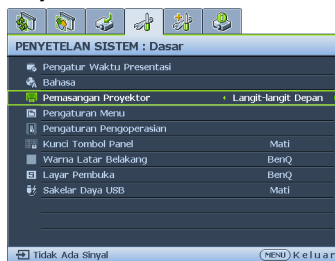 PENYETELAN SISTEM : Dasar
Pengatur Waktu Presentasi
Bahasa
Pemasangan Proyektor Langit-langit Depan
Pengaturan Menu
Pengaturan Pengoperasian
Kunci Tombol Panel Mati
Warna Latar Belakang BenQ
Layar Pembuka BenQ
Sakelar Daya USB Mati
Tidak Ada Sinyal MENU Keluar